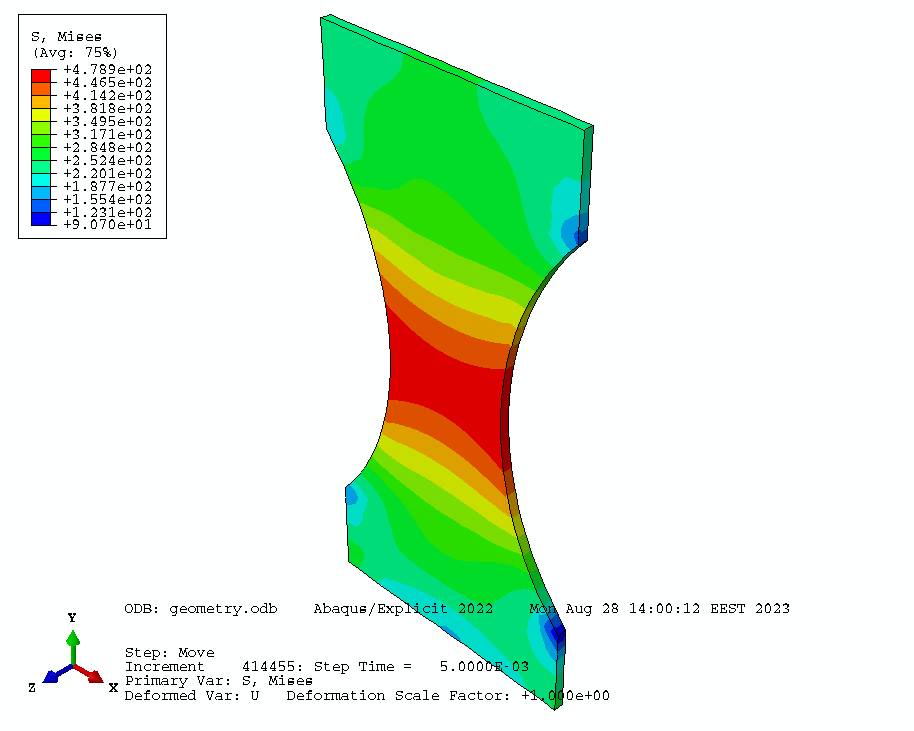 S, Mises
(Avg: 75%)
+4.789e+02
+4.465e+02
+4.142e+02
+3.818e+02
+3.495e+02
+3.171e+02
+2.848e+02
+2.524e+02
+2.201e+02
+1.877e+02
+1.554e+02
+1.231e+02
+9.070e+01
ODB: geometry.odb    Abaqus/Explicit 2022    Mon Aug 28 14:00:12 EEST 2023
Y
Z
X
Step: Move
Increment    414455: Step Time =    5.0000E-03
Primary Var: S, Mises
Deformed Var: U   Deformation Scale Factor: +1.000e+00